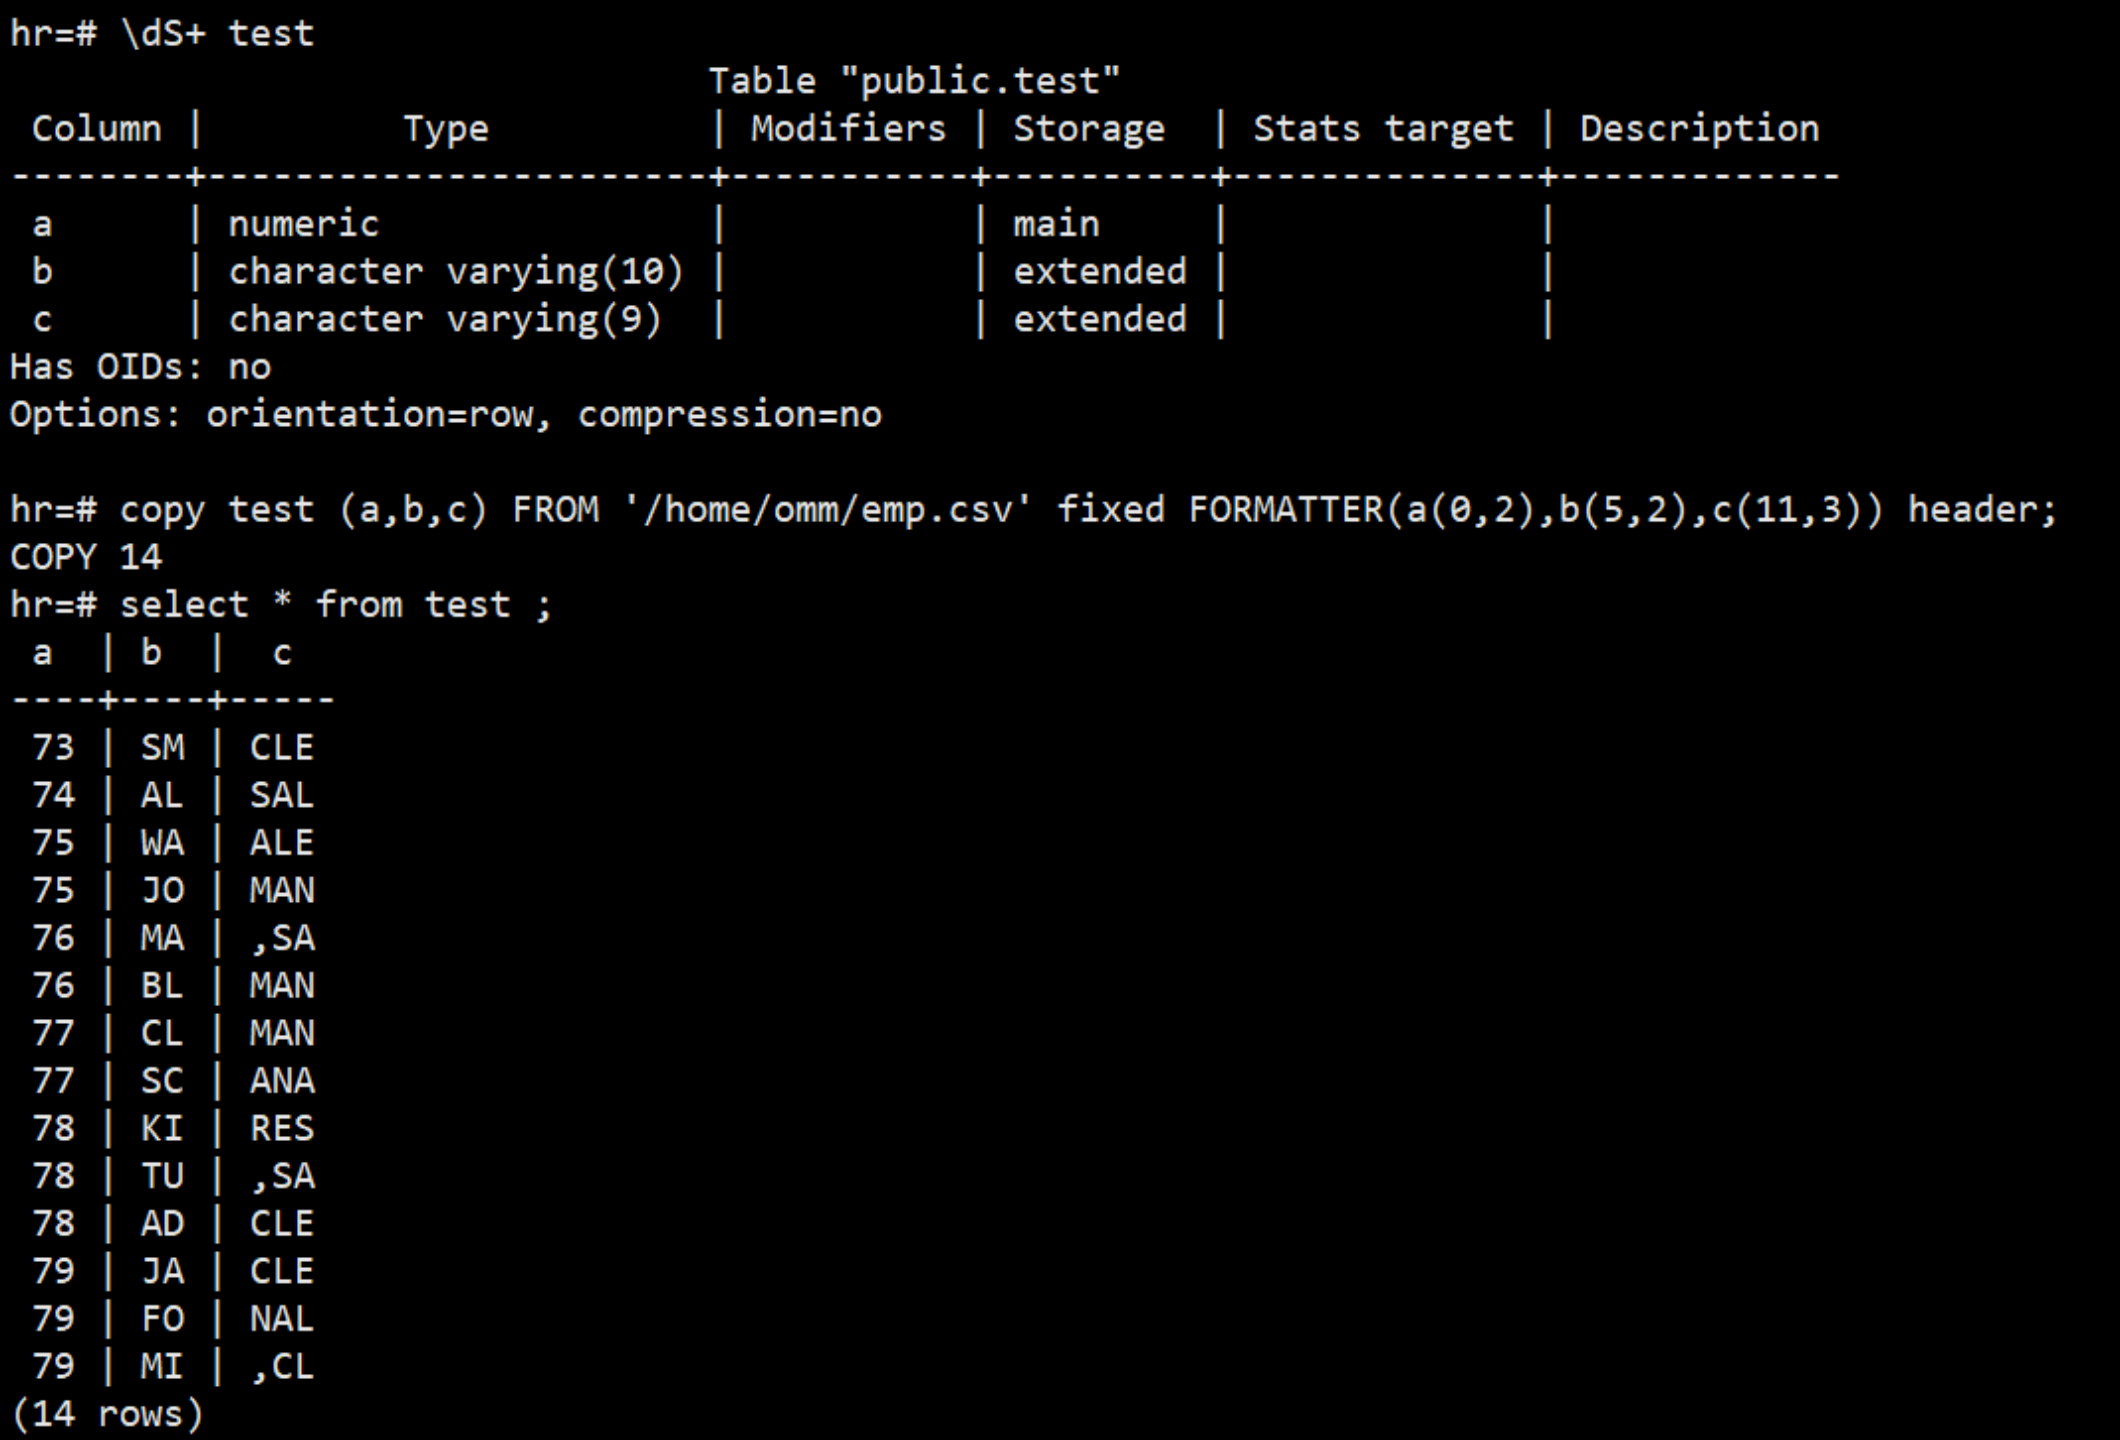 hr=# \dS+ test
                                Table "public.test"
 Column |         Type          | Modifiers | Storage  | Stats target | Description
--------+-----------------------+-----------+----------+--------------+-------------
 a      | numeric               |           | main     |              |
 b      | character varying(10) |           | extended |              |
 c      | character varying(9)  |           | extended |              |
Has OIDs: no
Options: orientation=row, compression=no

hr=# copy test (a,b,c) FROM '/home/omm/emp.csv' fixed FORMATTER(a(0,2),b(5,2),c(11,3)) header;
COPY 14
hr=# select * from test ;
 a  | b  |  c
----+----+-----
 73 | SM | CLE
 74 | AL | SAL
 75 | WA | ALE
 75 | JO | MAN
 76 | MA | ,SA
 76 | BL | MAN
 77 | CL | MAN
 77 | SC | ANA
 78 | KI | RES
 78 | TU | ,SA
 78 | AD | CLE
 79 | JA | CLE
 79 | FO | NAL
 79 | MI | ,CL
(14 rows)